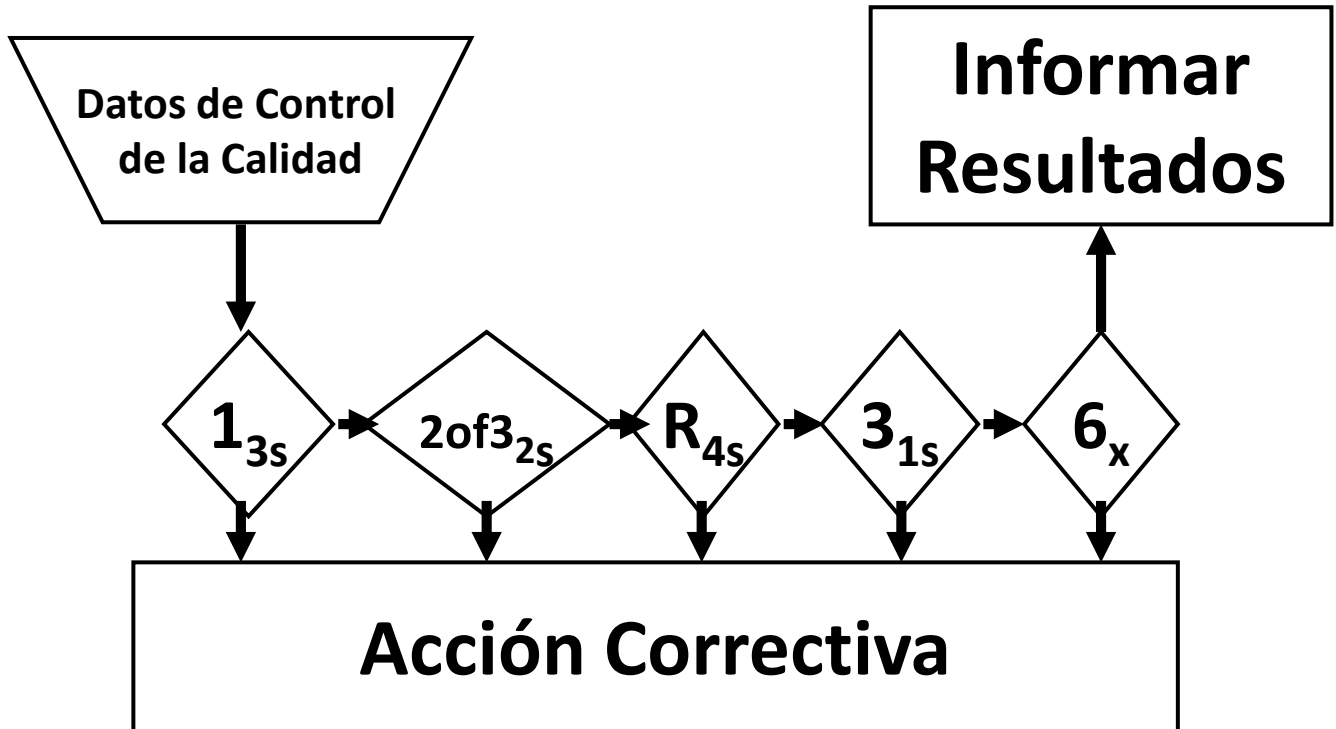 Datos de Control
de la Calidad
Informar
Resultados
1₃ₛ
2of3₂ₛ
R₄ₛ
3₁ₛ
6ₓ
Acción Correctiva